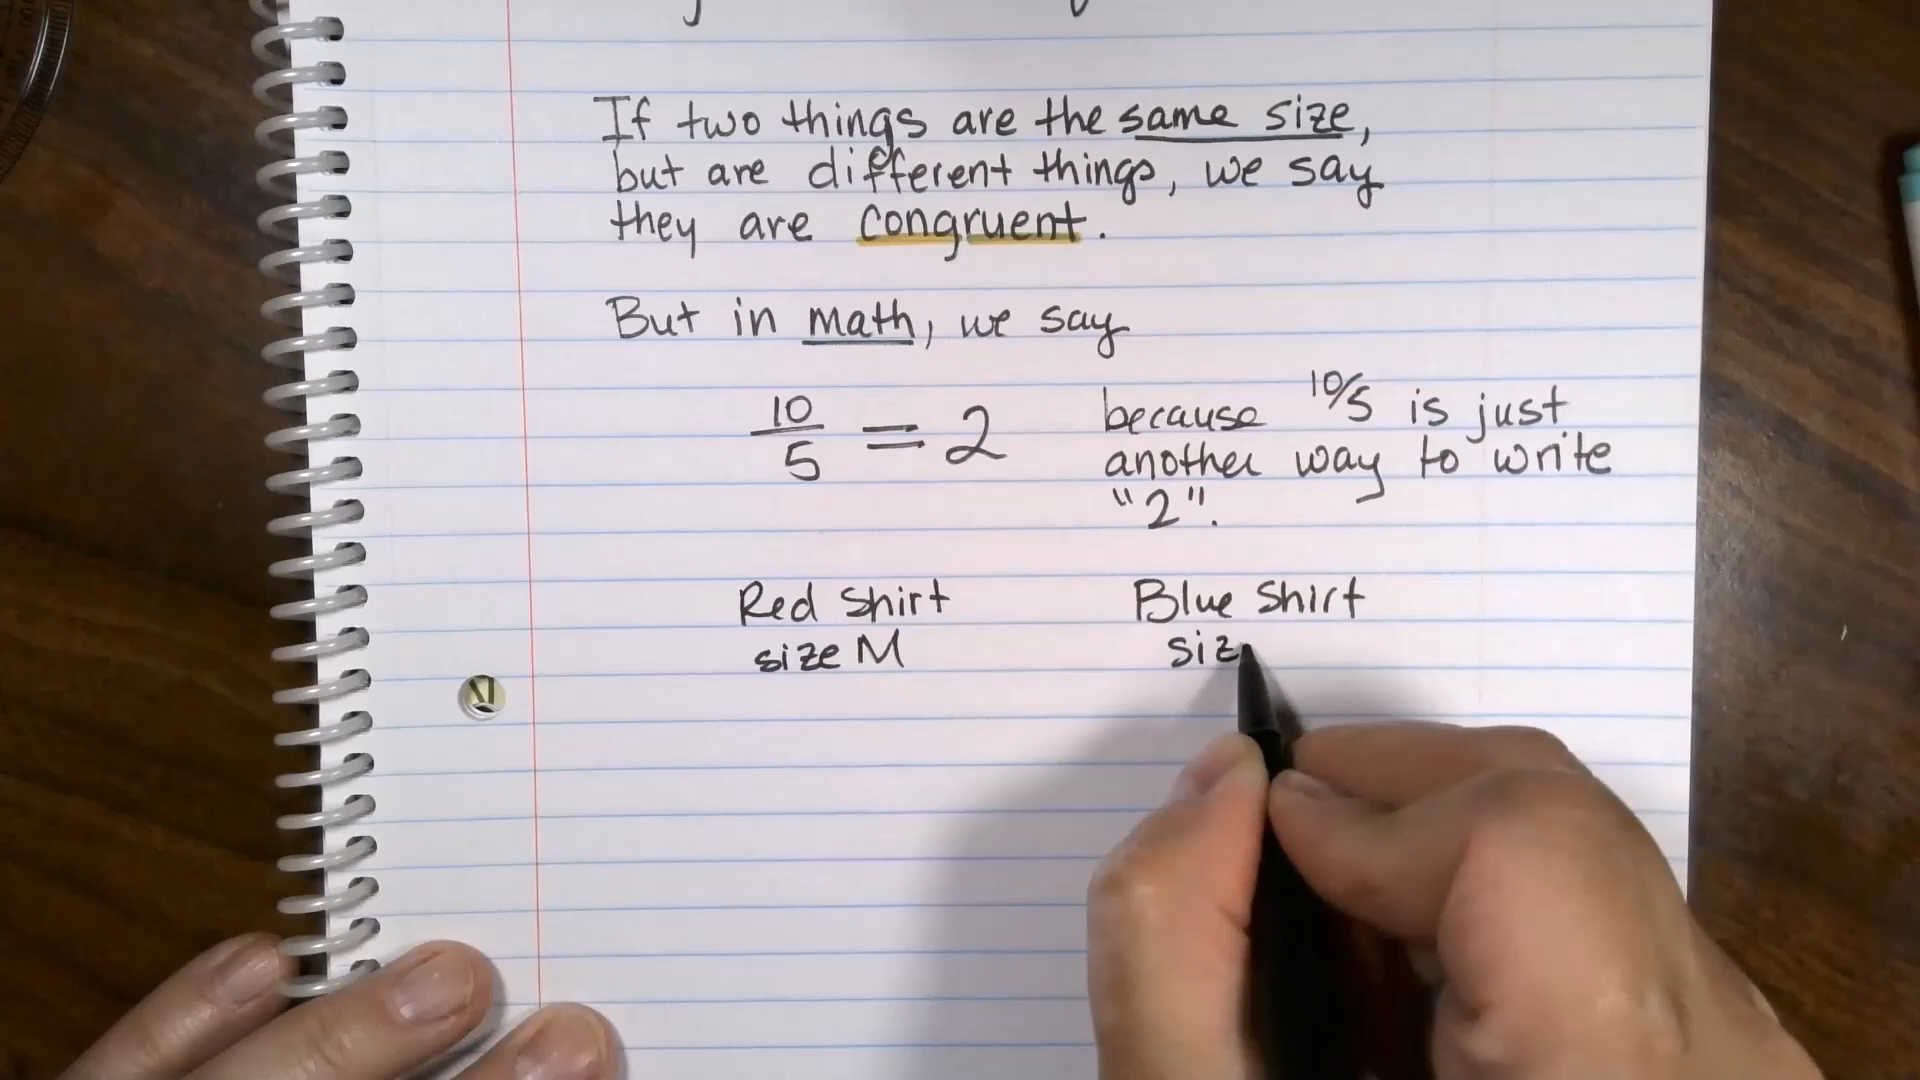 If two things are the same size,
but are different things, we say
they are congruent.
But in math, we say
10/5 = 2
because 10/5 is just
another way to write
"2".
Red Shirt
size M
Blue Shirt
siz